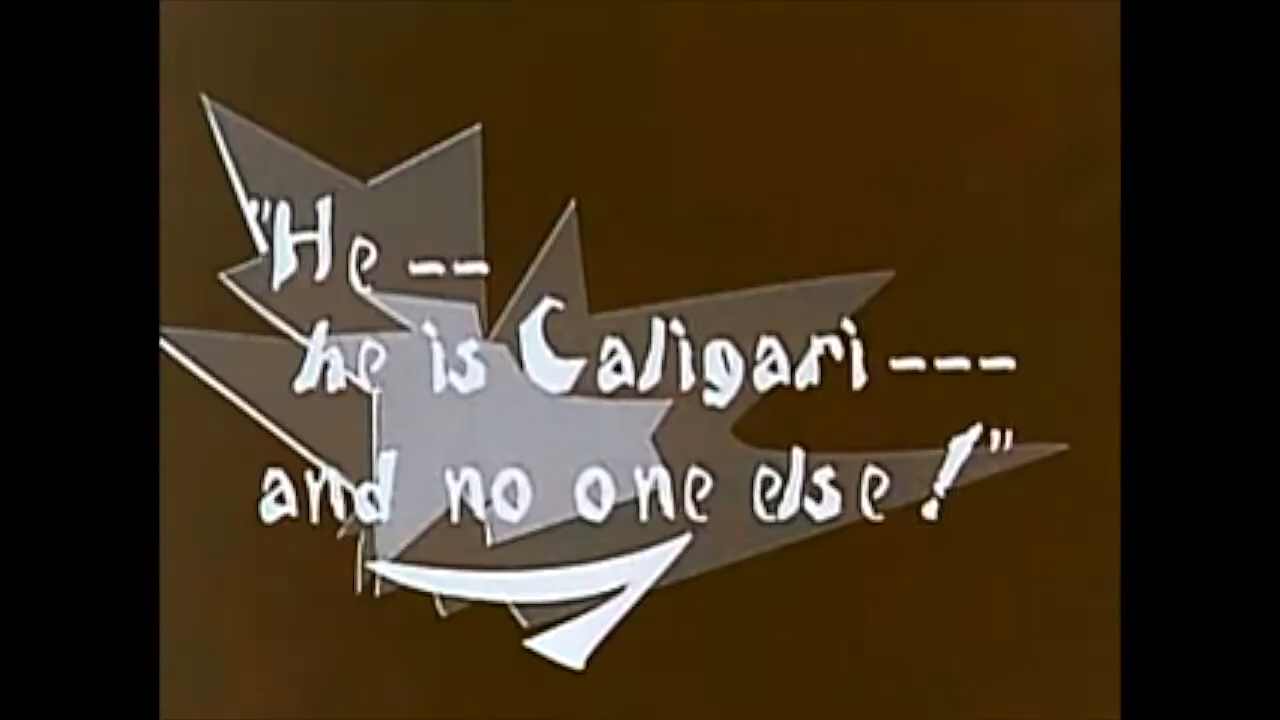 "He --
he is Caligari ---
and no one else!"